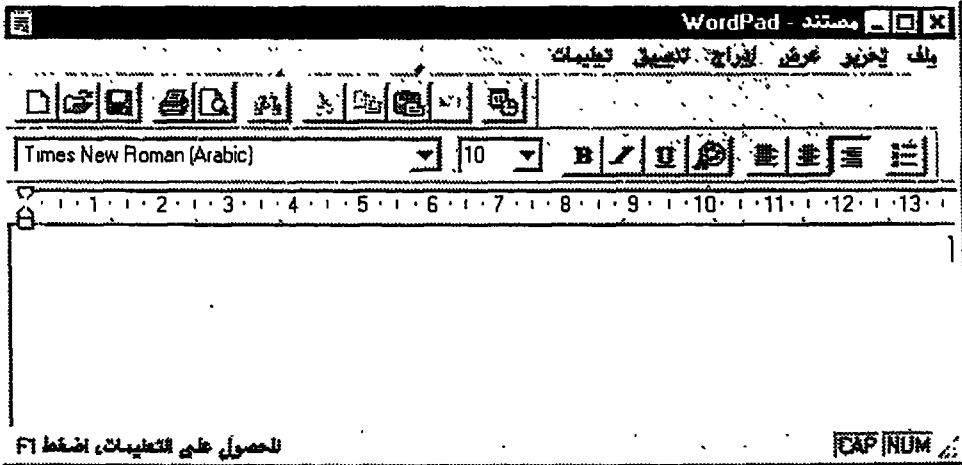 مستند - WordPad
ملف تحرير عرض إدراج تنسيق تعليمات
Times New Roman (Arabic) 10 B I U
1 2 3 4 5 6 7 8 9 10 11 12 13
للحصول على التعليمات، اضغط F1 CAP NUM